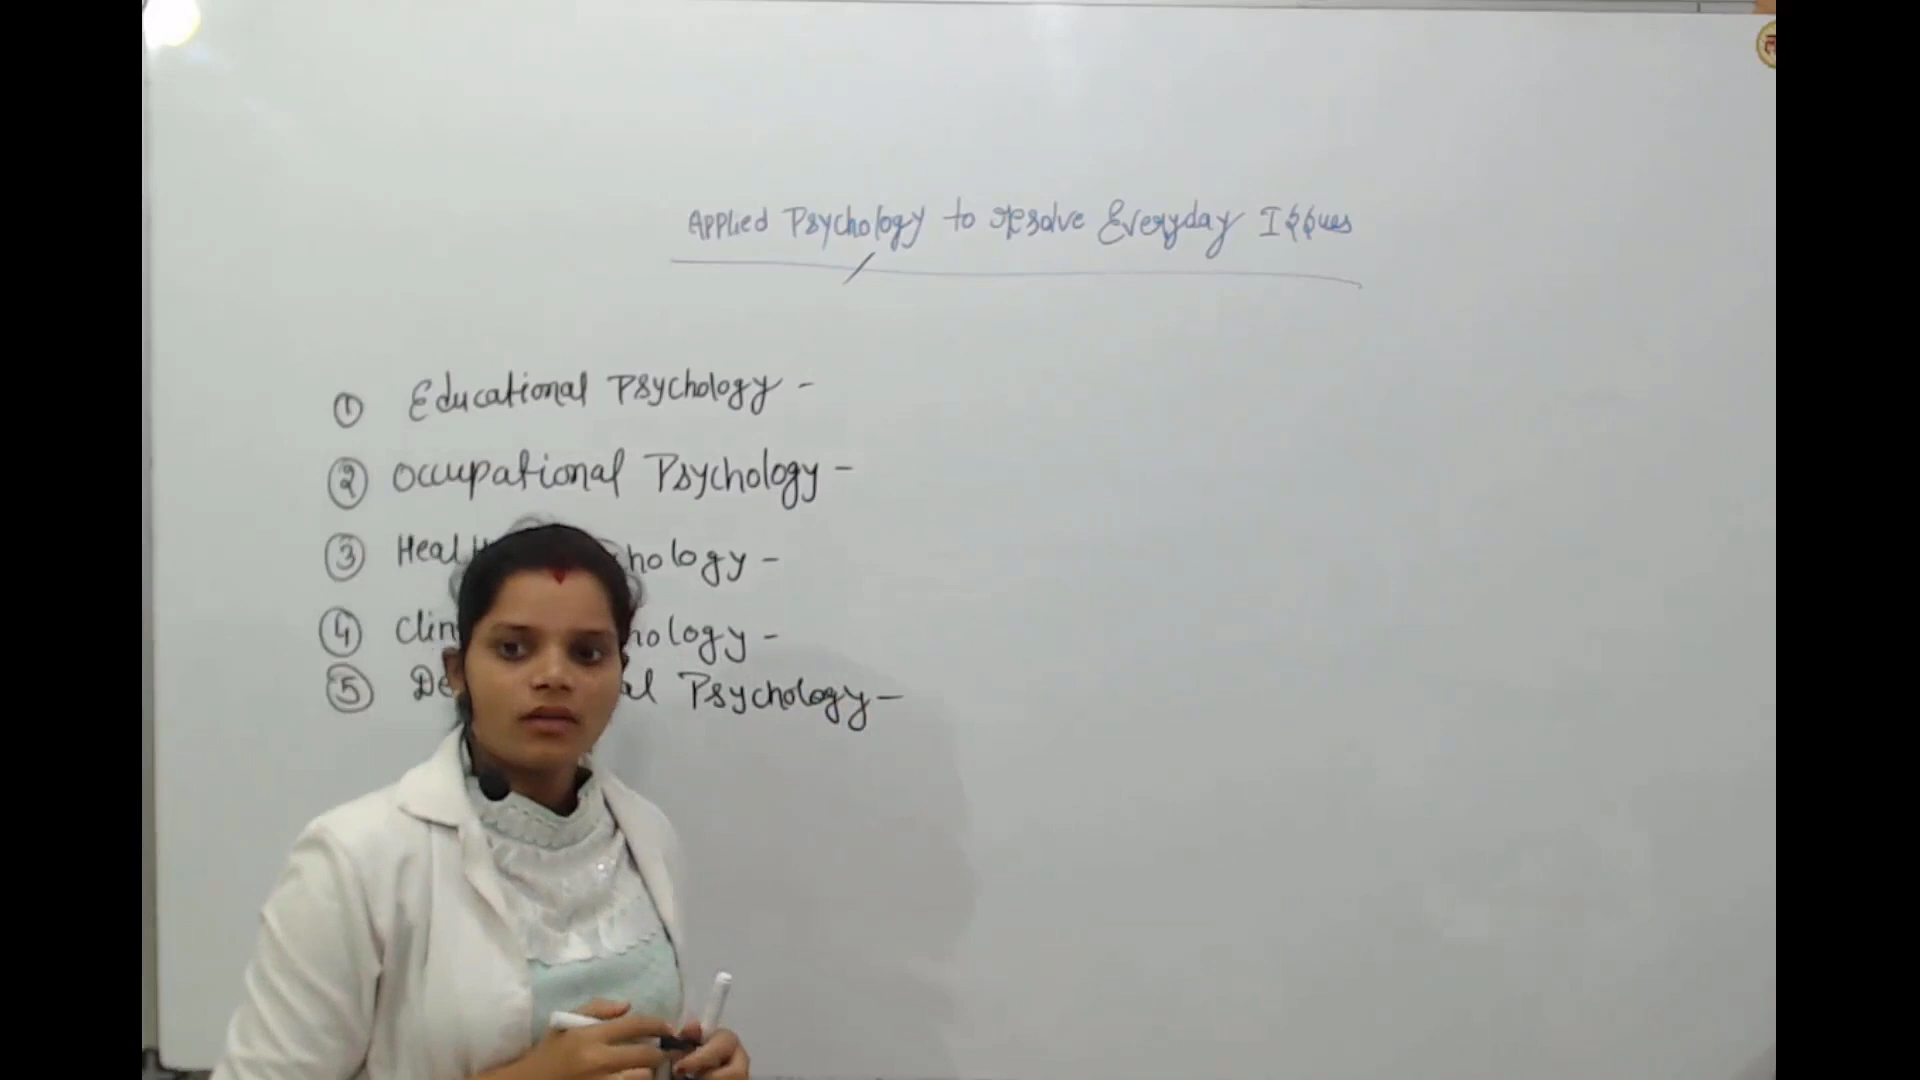 Applied Psychology to resolve Everyday Issues
① Educational Psychology -
② Occupational Psychology -
③ Heal chology -
④ Clin hology -
⑤ De al Psychology -